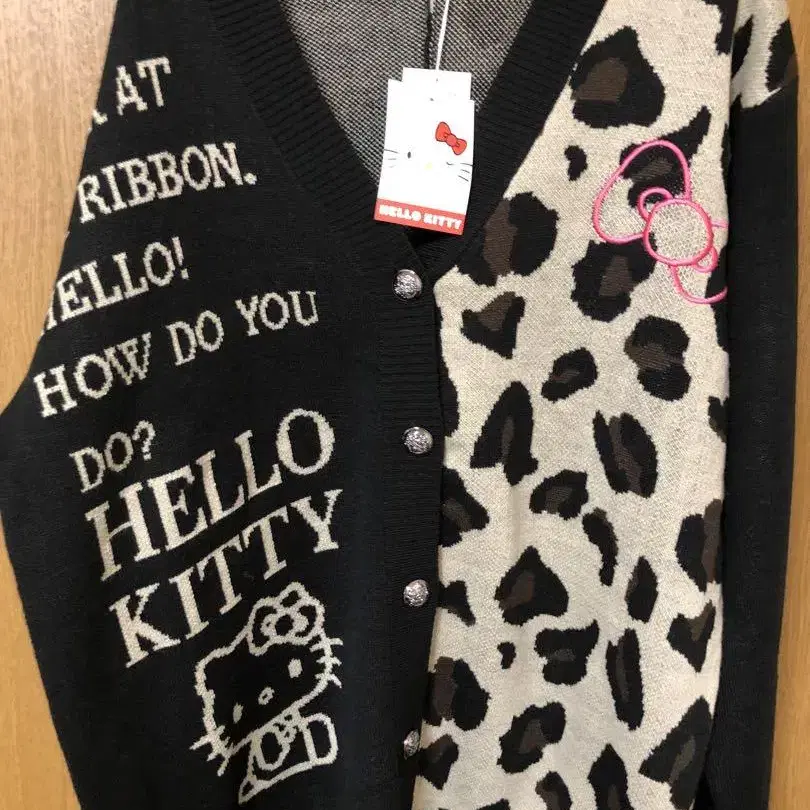 AT
RIBBON.
HELLO!
HOW DO YOU
DO?
HELLO
KITTY
HELLO KITTY